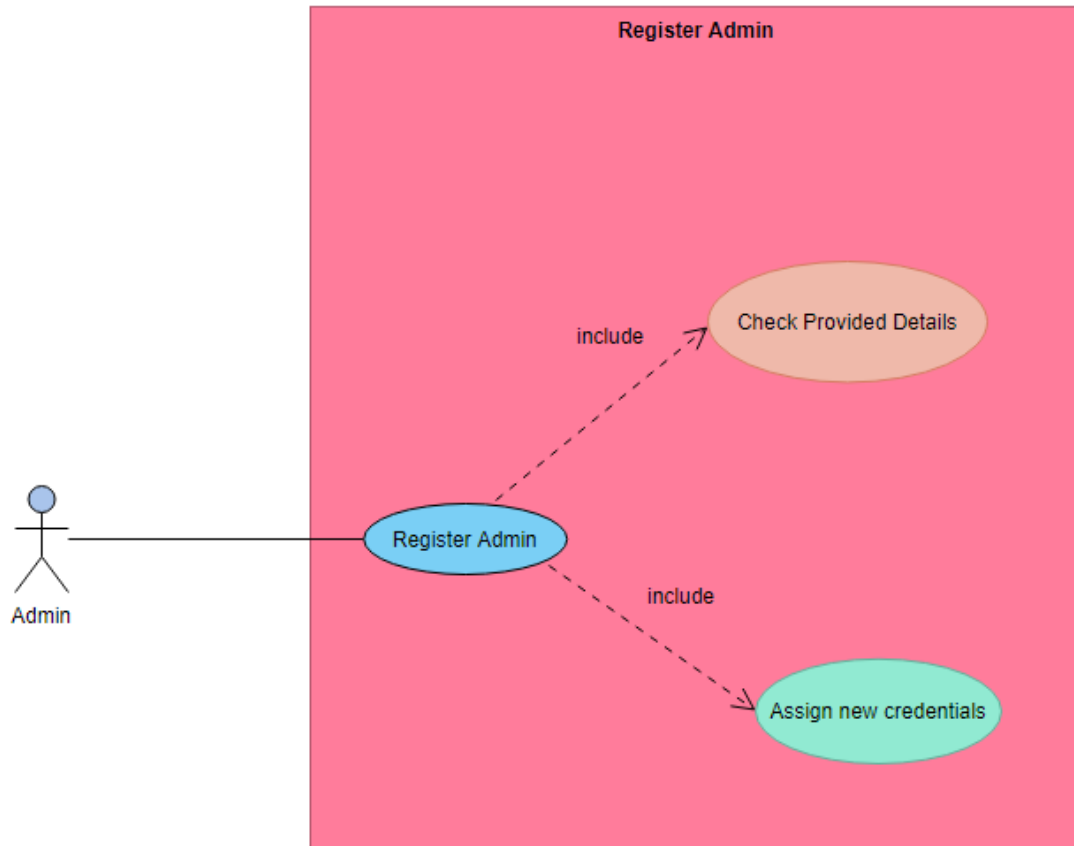 Register Admin
Check Provided Details
include
Register Admin
include
Admin
Assign new credentials